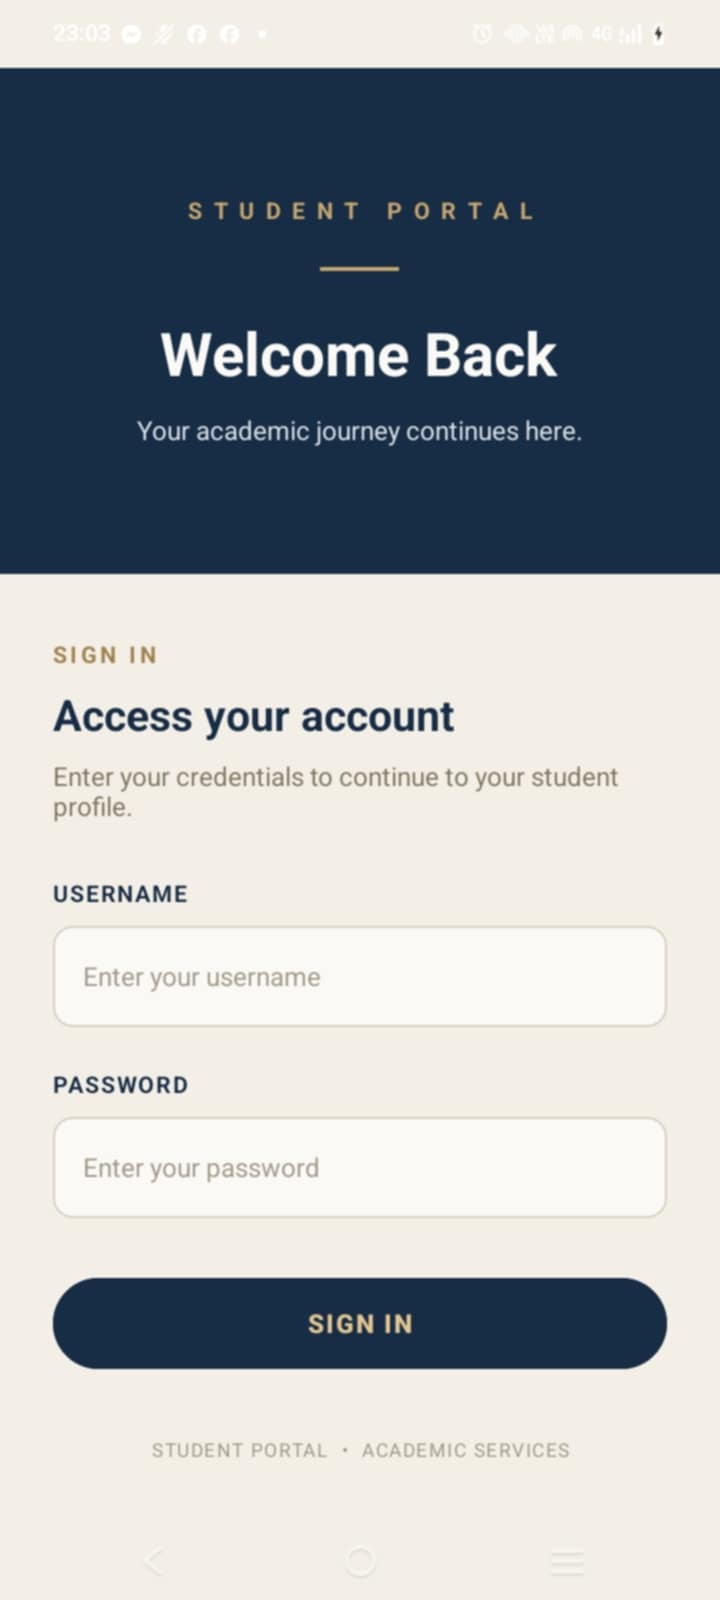 23:03
4G
STUDENT PORTAL
Welcome Back
Your academic journey continues here.
SIGN IN
Access your account
Enter your credentials to continue to your student
profile.
USERNAME
Enter your username
PASSWORD
Enter your password
SIGN IN
STUDENT PORTAL • ACADEMIC SERVICES